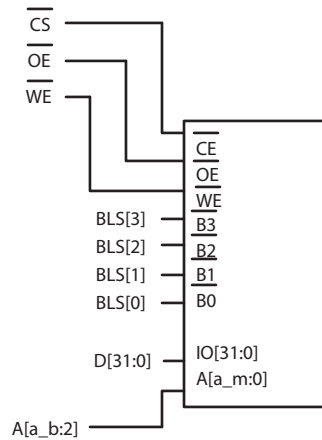 CS
OE
WE
CE
OE
WE
BLS[3] B3
BLS[2] B2
BLS[1] B1
BLS[0] B0
D[31:0] IO[31:0]
A[a_m:0]
A[a_b:2]